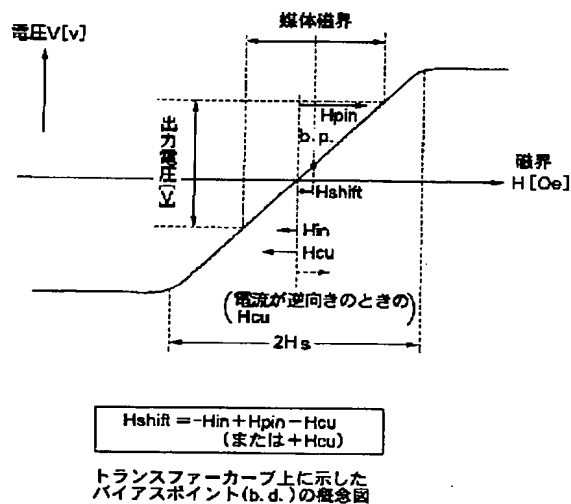 媒体磁界
電圧V[v]
Hpin
b.p.
出力電圧[V]
磁界
H[Oe]
Hshift
Hin
Hcu
(電流が逆向きのときの
Hcu)
2Hs
Hshift=-Hin+Hpin-Hcu
(または+Hcu)
トランスファーカーブ上に示した
バイアスポイント(b.d.)の概念図